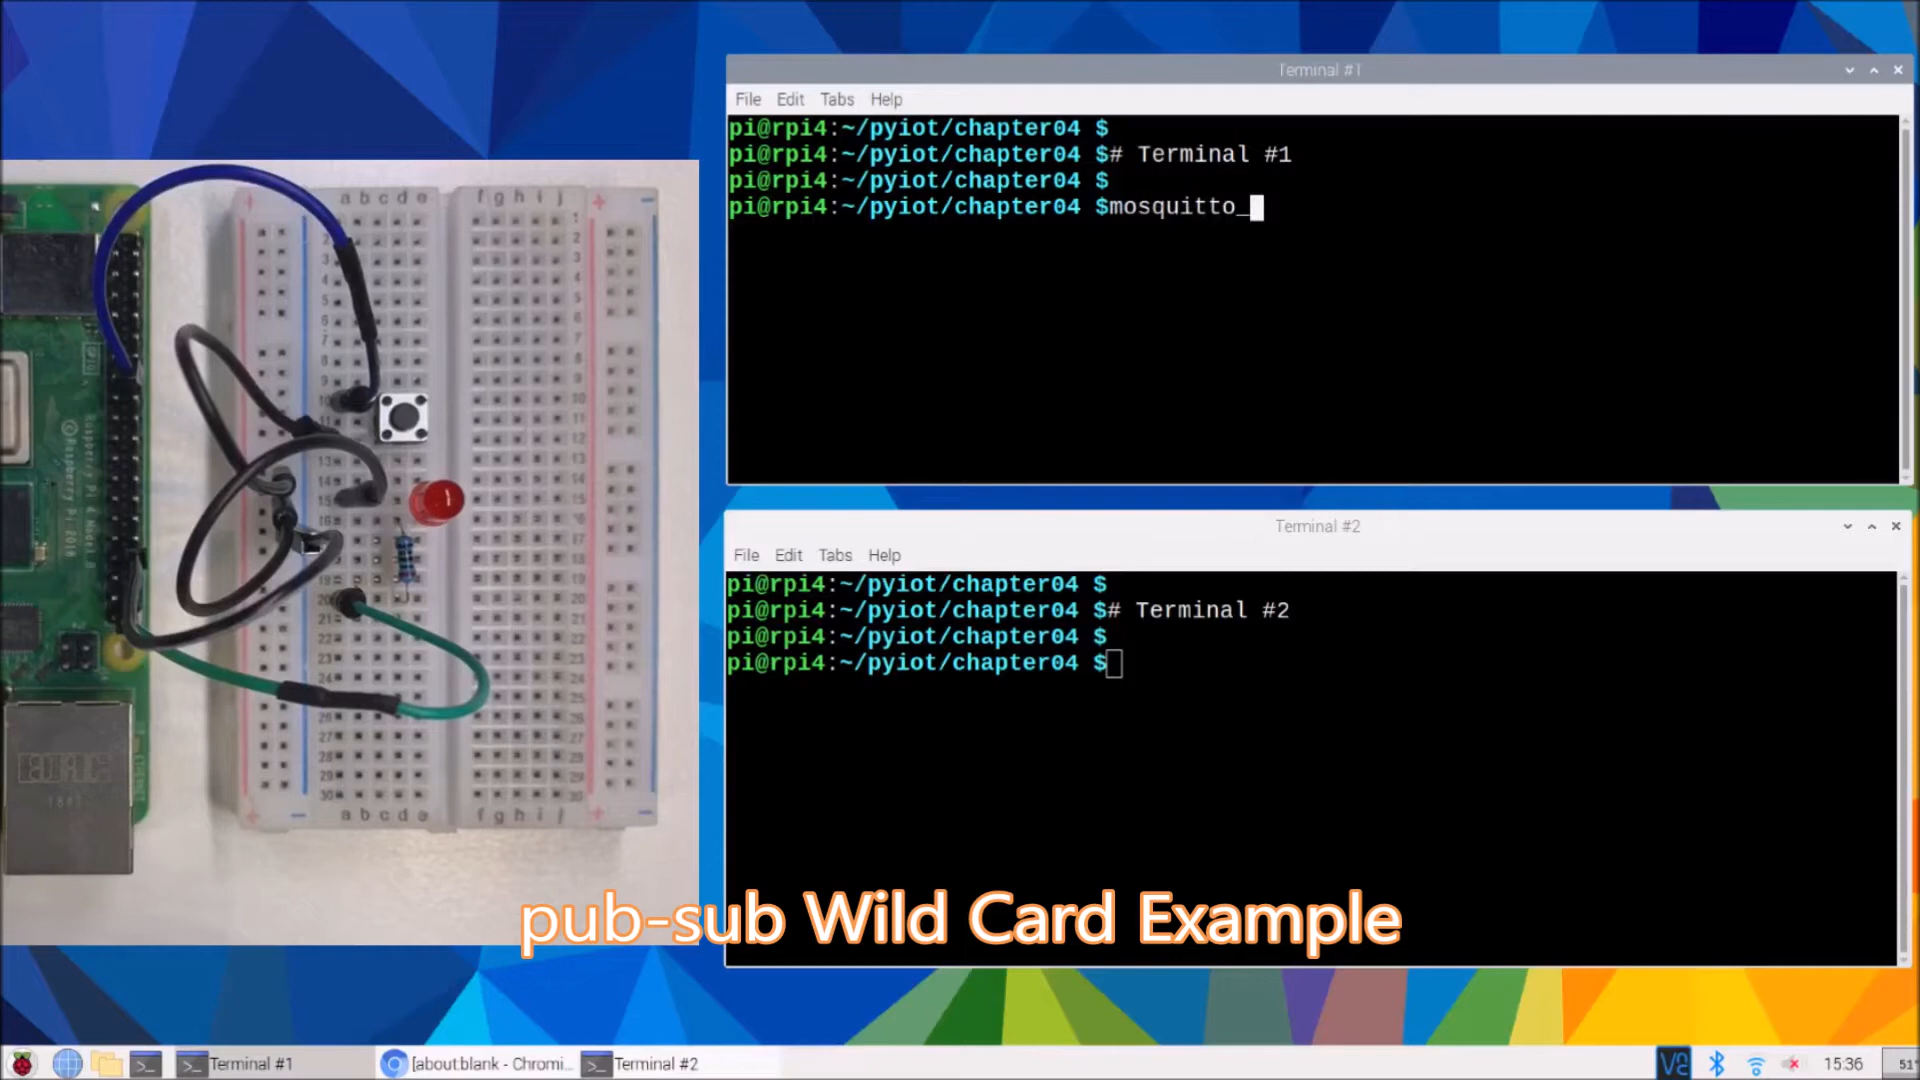 Terminal #1
File Edit Tabs Help
pi@rpi4:~/pyiot/chapter04 $
pi@rpi4:~/pyiot/chapter04 $# Terminal #1
pi@rpi4:~/pyiot/chapter04 $
pi@rpi4:~/pyiot/chapter04 $mosquitto_
Terminal #2
File Edit Tabs Help
pi@rpi4:~/pyiot/chapter04 $
pi@rpi4:~/pyiot/chapter04 $# Terminal #2
pi@rpi4:~/pyiot/chapter04 $
pi@rpi4:~/pyiot/chapter04 $
a b c d e f g h i j
a b c d e f g h i j
pub-sub Wild Card Example
Terminal #1
[about:blank - Chromi...
Terminal #2
15:36
51